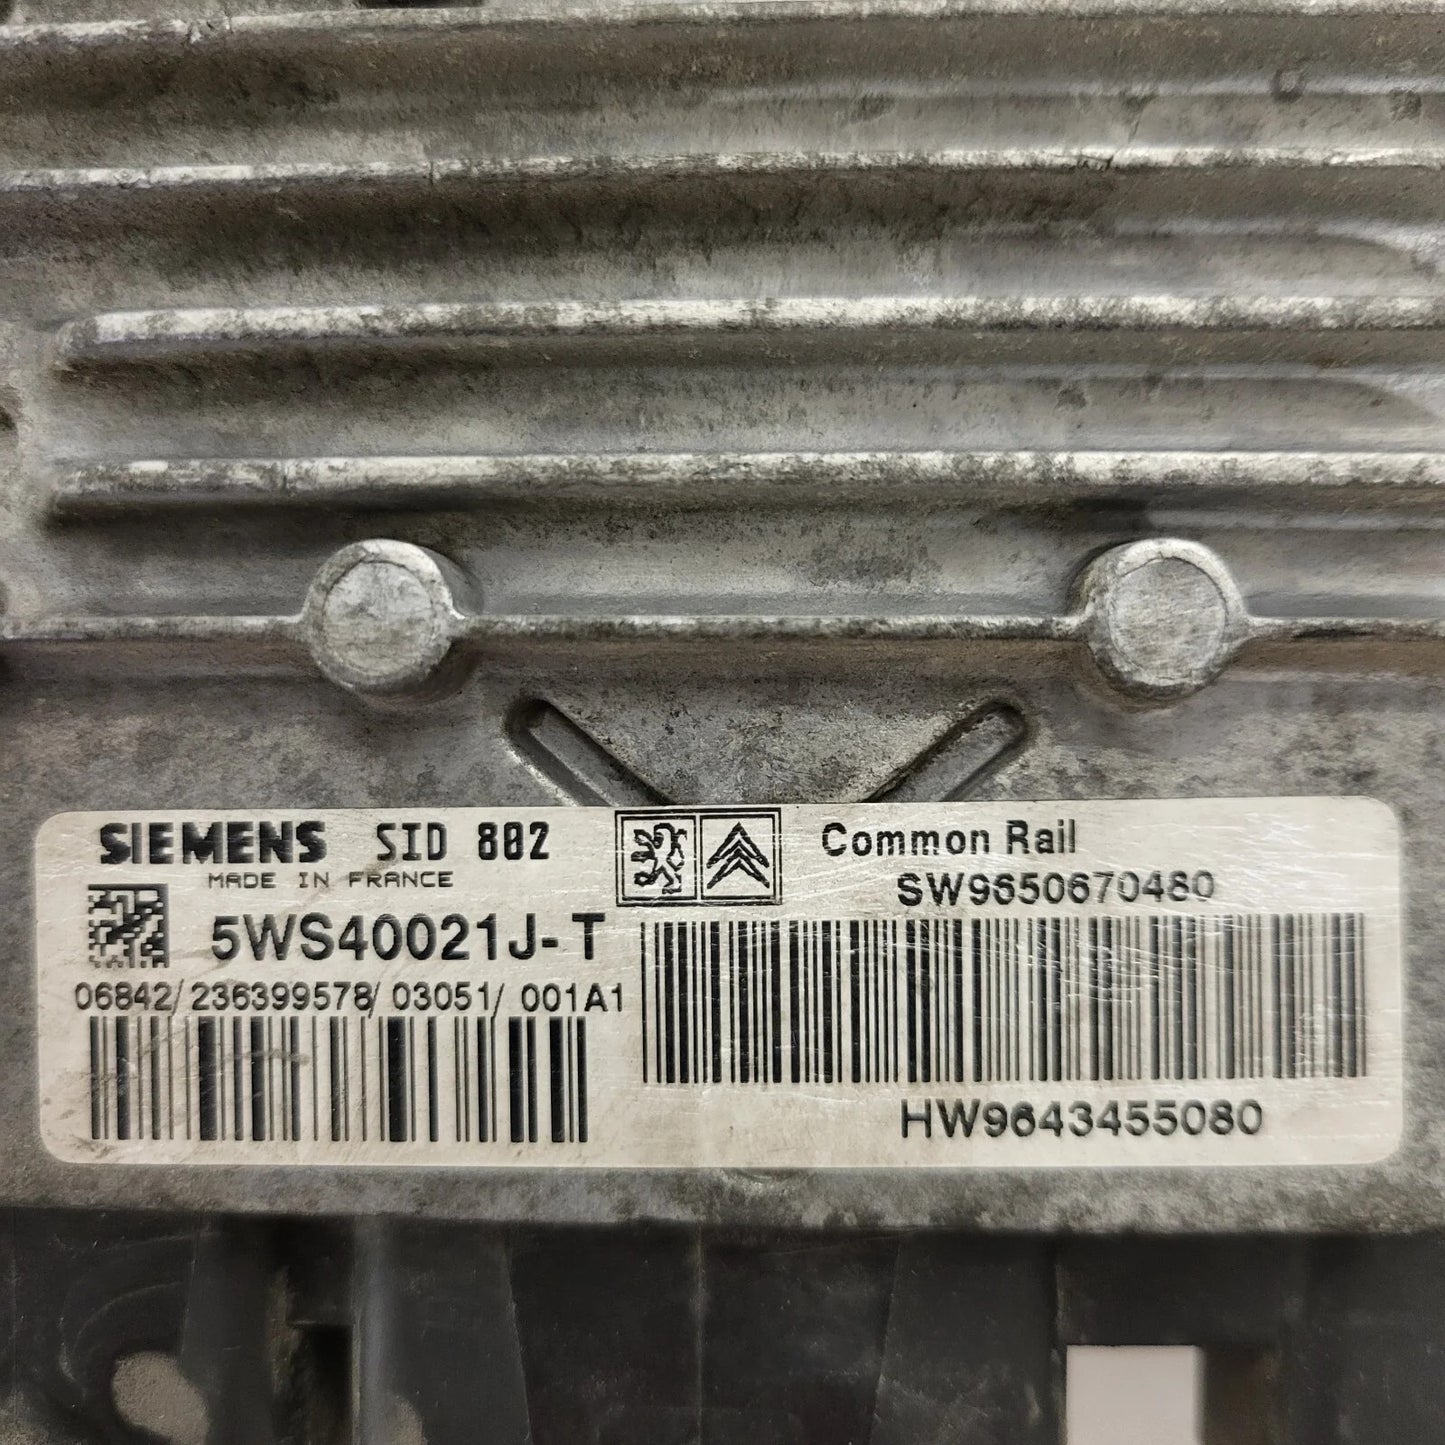 SIEMENS SID 802
MADE IN FRANCE
5WS40021J-T
06842/236399578/03051/001A1
Common Rail
SW9650670480
HW9643455080